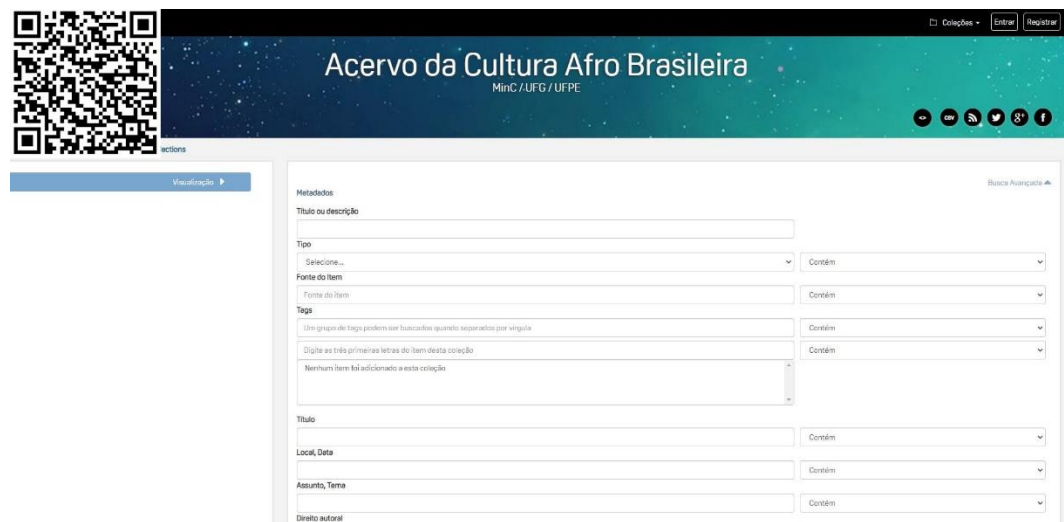 Coleções
Entrar
Registrar
Acervo da Cultura Afro Brasileira
MinC / UFG / UFPE
CSV
ections
Visualização
Busca Avançada
Metadados
Título ou descrição
Tipo
Selecione... Contém
Fonte do Item
Fonte do ítem Contém
Tags
Um grupo de tags podem ser buscados quando separados por vírgula Contém
Digite as três primeiras letras do item desta coleção Contém
Nenhum item foi adicionado a esta coleção
Título
Contém
Local, Data
Contém
Assunto, Tema
Contém
Direito autoral